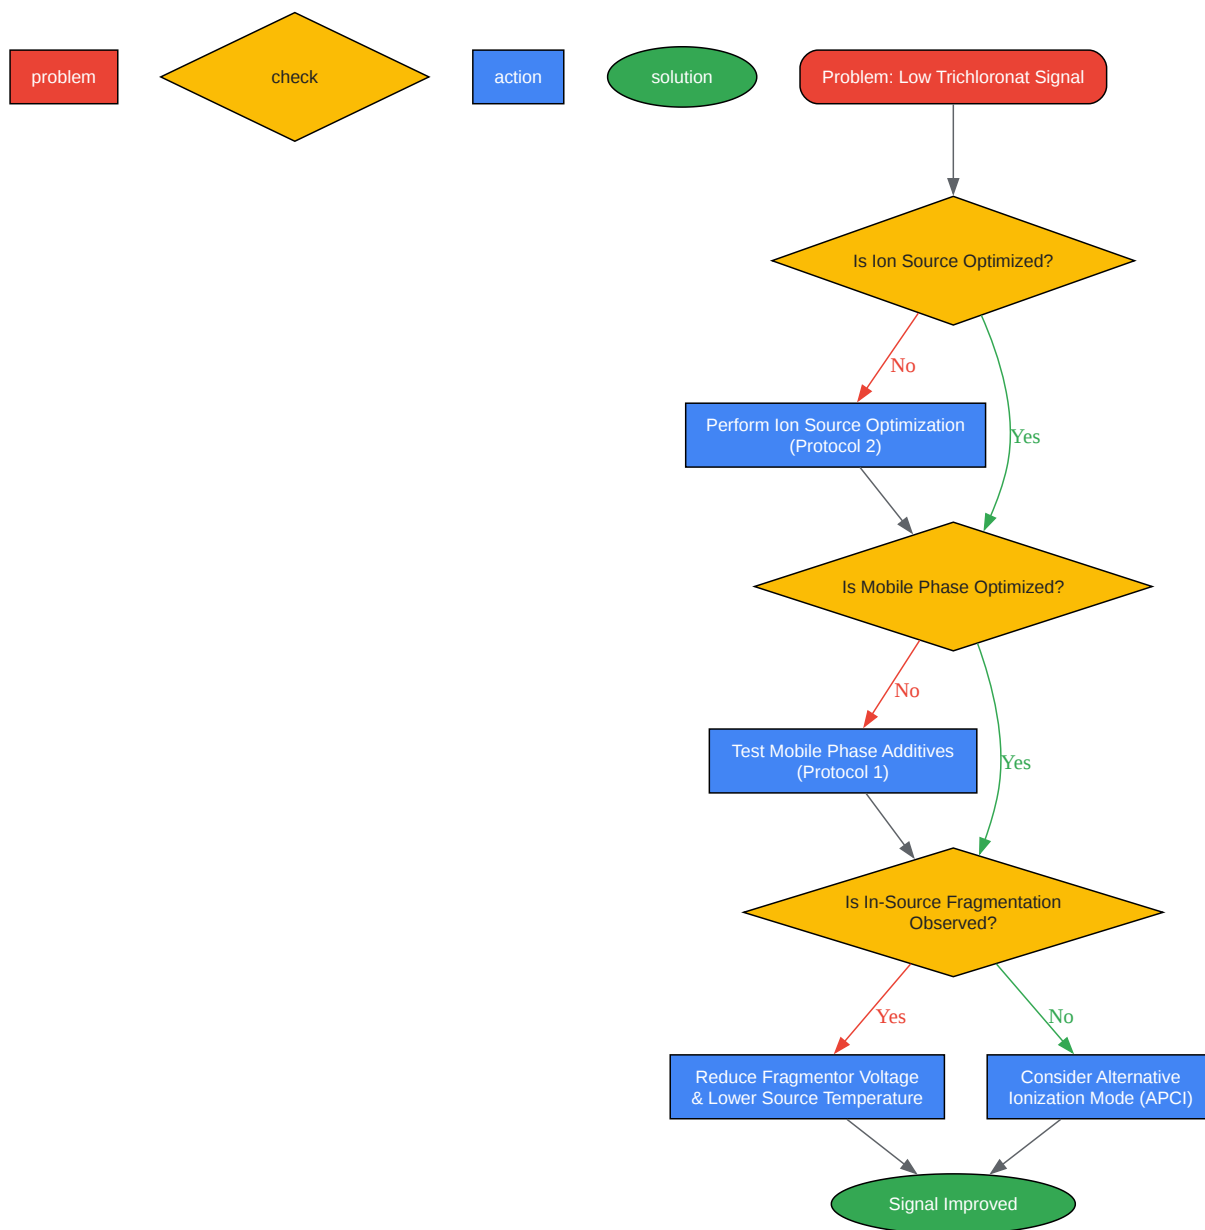 problem
check
action
solution
Problem: Low Trichloronat Signal
Is Ion Source Optimized?
No
Perform Ion Source Optimization
(Protocol 2)
Yes
Is Mobile Phase Optimized?
No
Test Mobile Phase Additives
(Protocol 1)
Yes
Is In-Source Fragmentation
Observed?
Yes
No
Reduce Fragmentor Voltage
& Lower Source Temperature
Consider Alternative
Ionization Mode (APCI)
Signal Improved